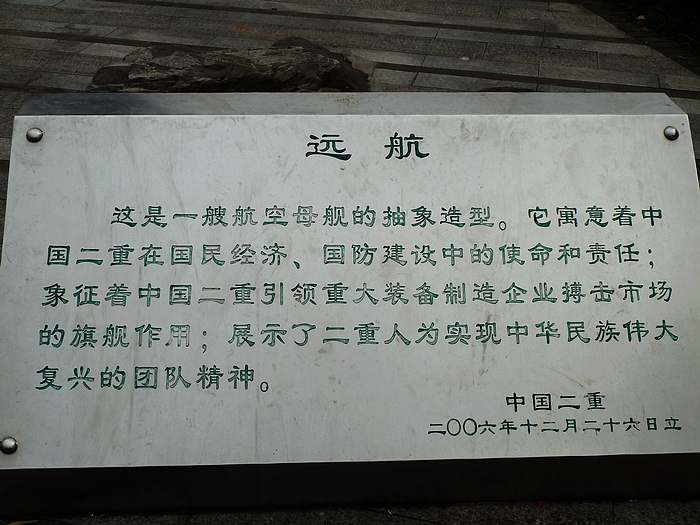 远航
这是一艘航空母舰的抽象造型。它寓意着中
国二重在国民经济、国防建设中的使命和责任；
象征着中国二重引领重大装备制造企业搏击市场
的旗舰作用；展示了二重人为实现中华民族伟大
复兴的团队精神。
中国二重
二〇〇六年十二月二十六日立